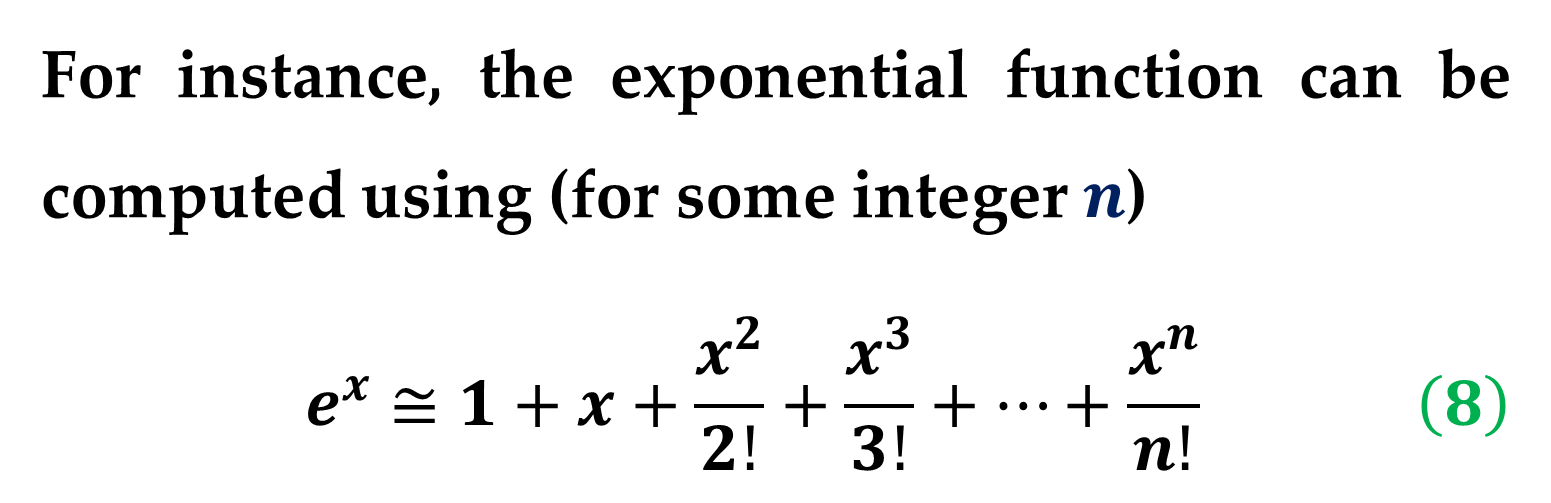 For instance, the exponential function can be
computed using (for some integer n)
e^x ≅ 1 + x + x^2/2! + x^3/3! + ⋯ + x^n/n! (8)